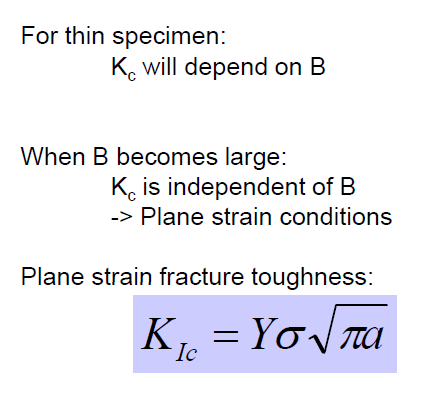 For thin specimen:
Kc will depend on B
When B becomes large:
Kc is independent of B
-> Plane strain conditions
Plane strain fracture toughness:
KIc = Yσ√πa